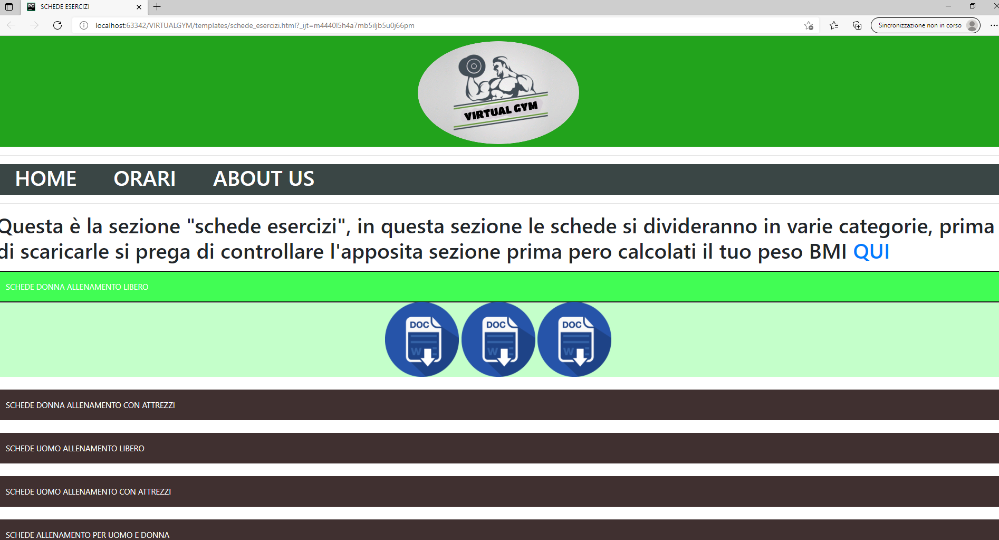 SCHEDE ESERCIZI
localhost:63342/VIRTUALGYM/templates/schede_esercizi.html?_ijt=m4440l5h4a7mb5iljb5u0j66pm
Sincronizzazione non in corso
VIRTUAL GYM
HOME ORARI ABOUT US
Questa è la sezione "schede esercizi", in questa sezione le schede si divideranno in varie categorie, prima
di scaricarle si prega di controllare l'apposita sezione prima pero calcolati il tuo peso BMI QUI
SCHEDE DONNA ALLENAMENTO LIBERO
DOC DOC DOC
W W W
SCHEDE DONNA ALLENAMENTO CON ATTREZZI
SCHEDE UOMO ALLENAMENTO LIBERO
SCHEDE UOMO ALLENAMENTO CON ATTREZZI
SCHEDE ALLENAMENTO PER UOMO E DONNA